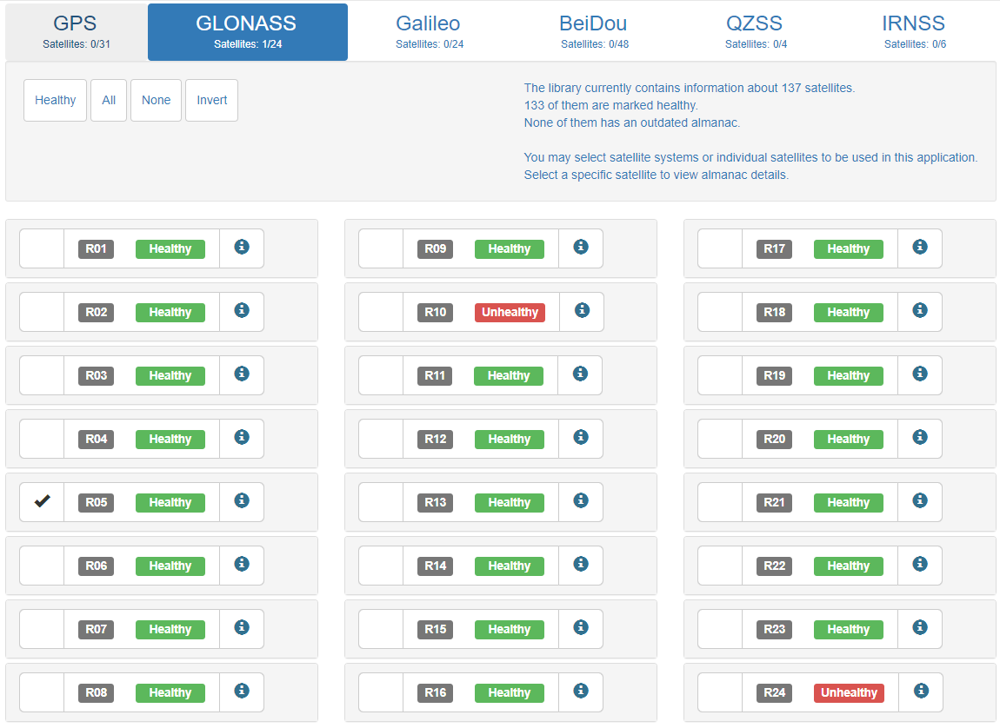 GPS
Satellites: 0/31
GLONASS
Satellites: 1/24
Galileo
Satellites: 0/24
BeiDou
Satellites: 0/48
QZSS
Satellites: 0/4
IRNSS
Satellites: 0/6
Healthy All None Invert
The library currently contains information about 137 satellites.
133 of them are marked healthy.
None of them has an outdated almanac.
You may select satellite systems or individual satellites to be used in this application.
Select a specific satellite to view almanac details.
R01 Healthy
R02 Healthy
R03 Healthy
R04 Healthy
R05 Healthy
R06 Healthy
R07 Healthy
R08 Healthy
R09 Healthy
R10 Unhealthy
R11 Healthy
R12 Healthy
R13 Healthy
R14 Healthy
R15 Healthy
R16 Healthy
R17 Healthy
R18 Healthy
R19 Healthy
R20 Healthy
R21 Healthy
R22 Healthy
R23 Healthy
R24 Unhealthy